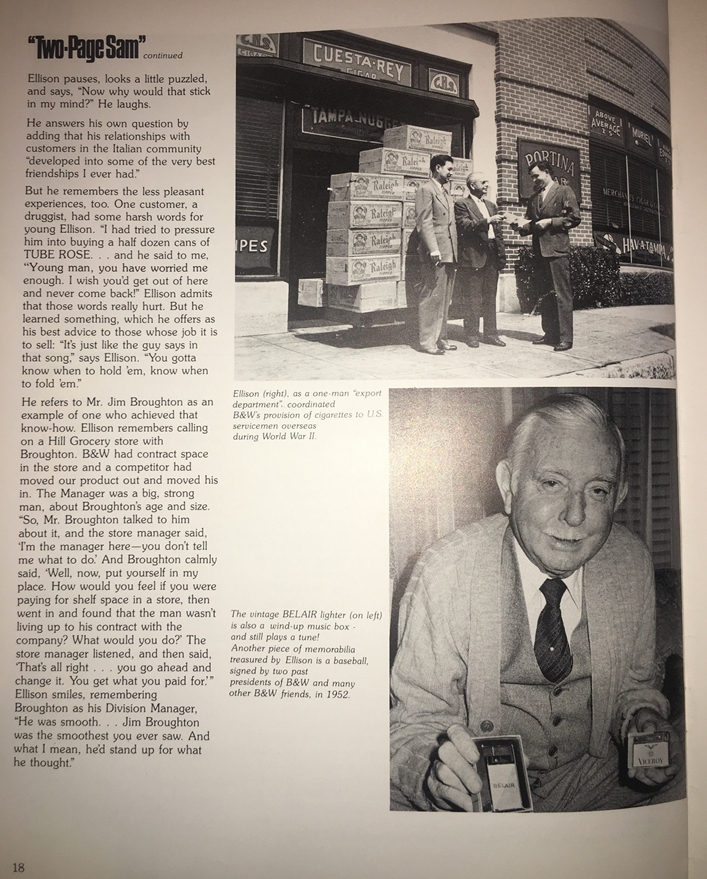 "Two-Page Sam" continued
Ellison pauses, looks a little puzzled,
and says, "Now why would that stick
in my mind?" He laughs.
He answers his own question by
adding that his relationships with
customers in the Italian community
"developed into some of the very best
friendships I ever had."
But he remembers the less pleasant
experiences, too. One customer, a
druggist, had some harsh words for
young Ellison. "I had tried to pressure
him into buying a half dozen cans of
TUBE ROSE. . . and he said to me,
"Young man, you have worried me
enough. I wish you'd get out of here
and never come back!" Ellison admits
that those words really hurt. But he
learned something, which he offers as
his best advice to those whose job it is
to sell: "It's just like the guy says in
that song," says Ellison. "You gotta
know when to hold 'em, know when
to fold 'em."
He refers to Mr. Jim Broughton as an
example of one who achieved that
know-how. Ellison remembers calling
on a Hill Grocery store with
Broughton. B&W had contract space
in the store and a competitor had
moved our product out and moved his
in. The Manager was a big, strong
man, about Broughton's age and size.
"So, Mr. Broughton talked to him
about it, and the store manager said,
'I'm the manager here—you don't tell
me what to do.' And Broughton calmly
said, 'Well, now, put yourself in my
place. How would you feel if you were
paying for shelf space in a store, then
went in and found that the man wasn't
living up to his contract with the
company? What would you do?' The
store manager listened, and then said,
'That's all right . . . you go ahead and
change it. You get what you paid for.'"
Ellison smiles, remembering
Broughton as his Division Manager,
"He was smooth. . . Jim Broughton
was the smoothest you ever saw. And
what I mean, he'd stand up for what
he thought."
18
CUESTA-REY
CIGAR
TAMPA NUGGET
IPES
Raleigh
Raleigh
Raleigh
Raleigh
Raleigh
Raleigh
Raleigh
PORTINA
ABOVE
AVERAGE
MURIEL
HAV-A-TAMPA
Ellison (right), as a one-man "export
department". coordinated
B&W's provision of cigarettes to U.S.
servicemen overseas
during World War II.
The vintage BELAIR lighter (on left)
is also a wind-up music box -
and still plays a tune!
Another piece of memorabilia
treasured by Ellison is a baseball,
signed by two past
presidents of B&W and many
other B&W friends, in 1952.
BELAIR
VICEROY